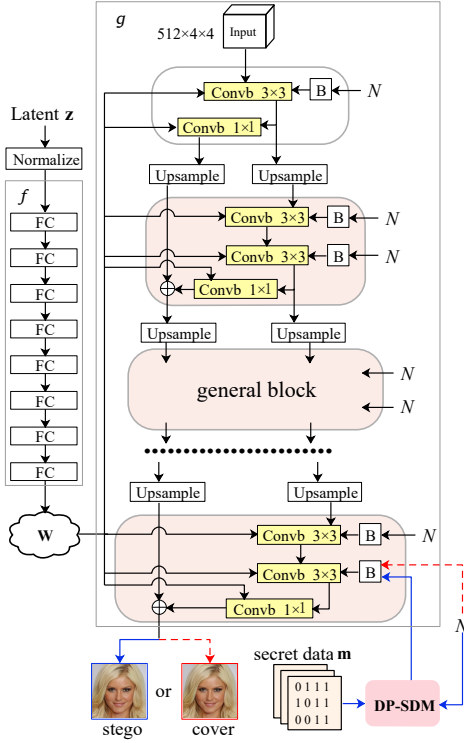 g
512×4×4
Input
Convb 3×3
B
N
Convb 1×1
Latent z
Normalize
Upsample
Upsample
f
FC
FC
FC
FC
FC
FC
FC
FC
Convb 3×3
B
N
Convb 3×3
B
N
Convb 1×1
Upsample
Upsample
general block
N
N
Upsample
Upsample
W
Convb 3×3
B
N
Convb 3×3
B
Convb 1×1
N
secret data m
0 1 1 1
1 0 1 1
0 0 1 1
DP-SDM
or
stego
cover